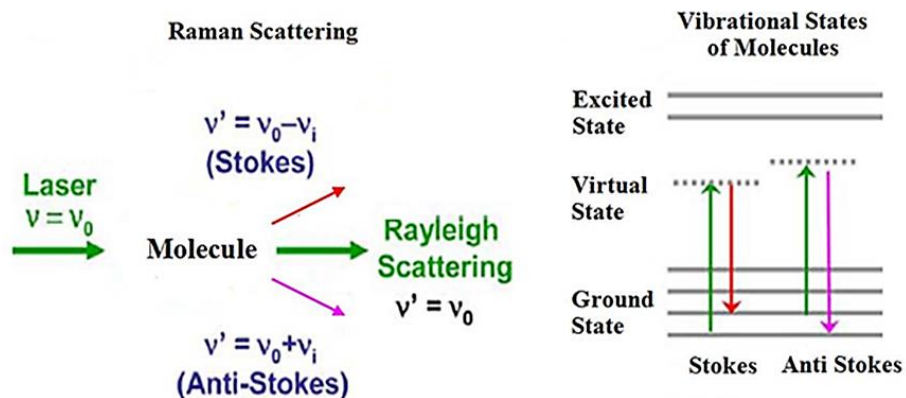 Raman Scattering
ν' = ν₀–νᵢ
(Stokes)
Laser
ν = ν₀
Molecule
Rayleigh
Scattering
ν' = ν₀
ν' = ν₀+νᵢ
(Anti-Stokes)
Vibrational States
of Molecules
Excited
State
Virtual
State
Ground
State
Stokes
Anti Stokes